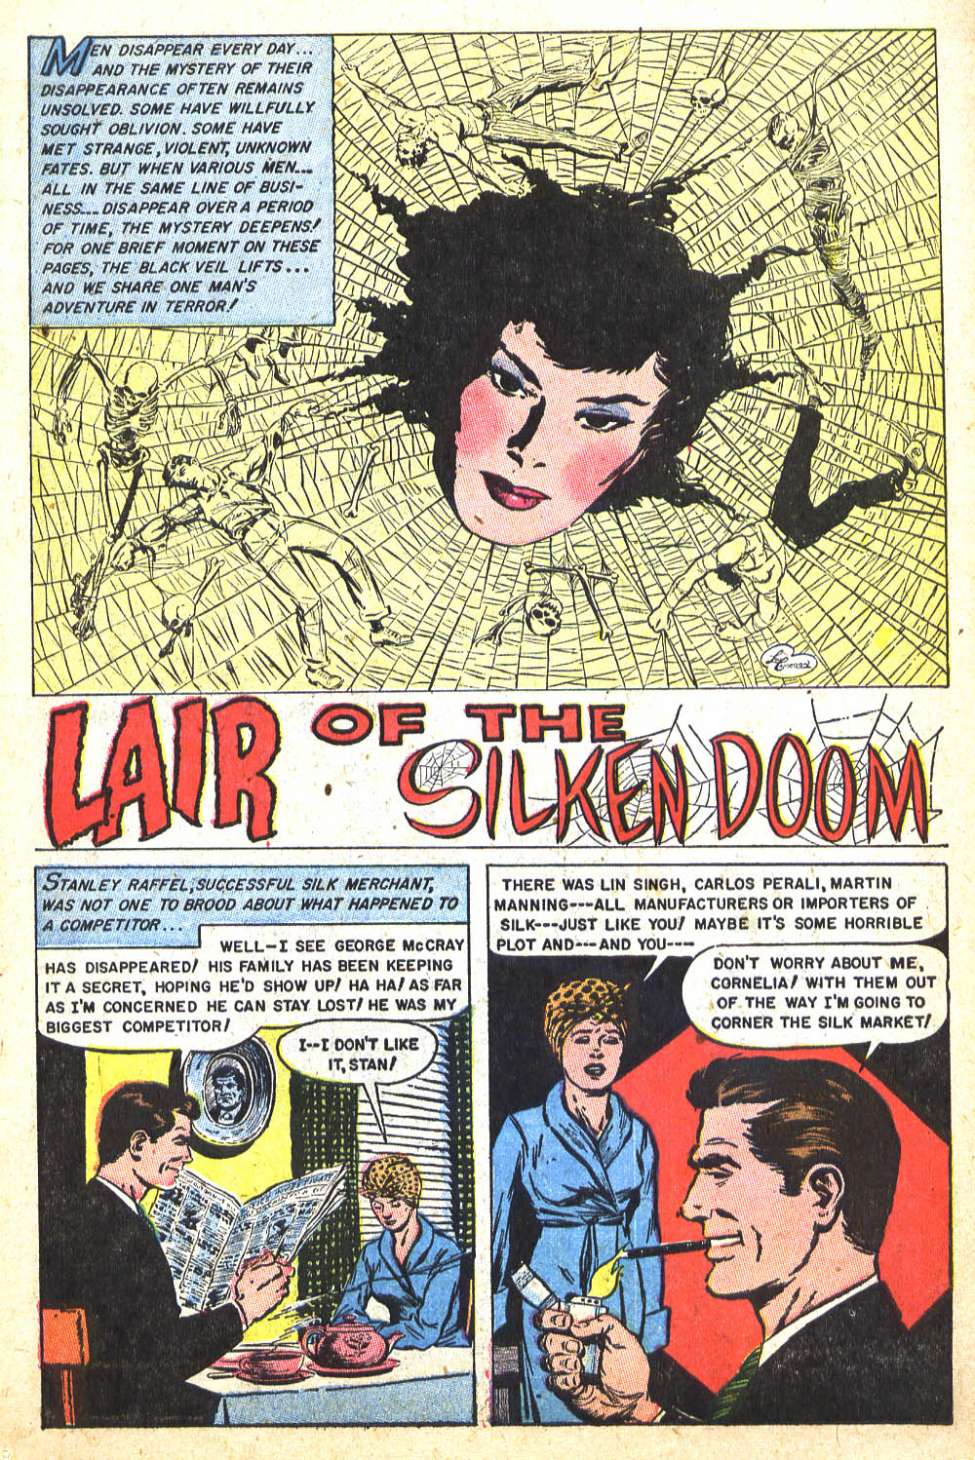 MEN DISAPPEAR EVERY DAY...
AND THE MYSTERY OF THEIR
DISAPPEARANCE OFTEN REMAINS
UNSOLVED. SOME HAVE WILLFULLY
SOUGHT OBLIVION. SOME HAVE
MET STRANGE, VIOLENT, UNKNOWN
FATES. BUT WHEN VARIOUS MEN...
ALL IN THE SAME LINE OF BUSI-
NESS... DISAPPEAR OVER A PERIOD
OF TIME, THE MYSTERY DEEPENS!
FOR ONE BRIEF MOMENT ON THESE
PAGES, THE BLACK VEIL LIFTS...
AND WE SHARE ONE MAN'S
ADVENTURE IN TERROR!
LAIR OF THE
SILKEN DOOM
STANLEY RAFFEL, SUCCESSFUL SILK MERCHANT,
WAS NOT ONE TO BROOD ABOUT WHAT HAPPENED TO
A COMPETITOR...
WELL-I SEE GEORGE McCRAY
HAS DISAPPEARED! HIS FAMILY HAS BEEN KEEPING
IT A SECRET, HOPING HE'D SHOW UP! HA HA! AS FAR
AS I'M CONCERNED HE CAN STAY LOST! HE WAS MY
BIGGEST COMPETITOR!
I--I DON'T LIKE
IT, STAN!
THERE WAS LIN SINGH, CARLOS PERALI, MARTIN
MANNING---ALL MANUFACTURERS OR IMPORTERS OF
SILK---JUST LIKE YOU! MAYBE IT'S SOME HORRIBLE
PLOT AND---AND YOU---
DON'T WORRY ABOUT ME,
CORNELIA! WITH THEM OUT
OF THE WAY I'M GOING TO
CORNER THE SILK MARKET!